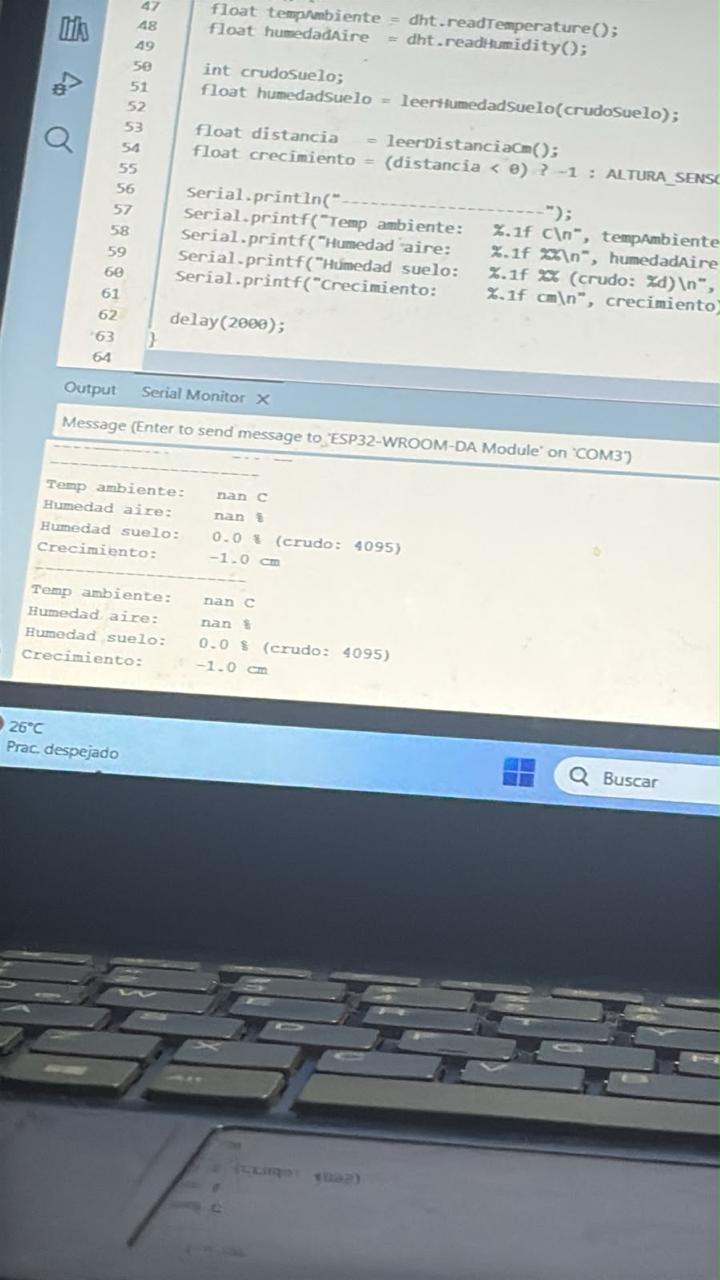 47 float tempAmbiente = dht.readTemperature();
48 float humedadAire = dht.readHumidity();
49
50 int crudoSuelo;
51 float humedadSuelo = leerHumedadSuelo(crudoSuelo);
52
53 float distancia = leerDistanciaCm();
54 float crecimiento = (distancia < 0) ? -1 : ALTURA_SENSO
55
56 Serial.println("----------------------");
57 Serial.printf("Temp ambiente: %.1f C\n", tempAmbiente
58 Serial.printf("Humedad aire: %.1f %%\n", humedadAire
59 Serial.printf("Humedad suelo: %.1f %% (crudo: %d)\n",
60 Serial.printf("Crecimiento: %.1f cm\n", crecimiento)
61
62 delay(2000);
63 }
64
Output Serial Monitor X
Message (Enter to send message to 'ESP32-WROOM-DA Module' on 'COM3')
----------------------
Temp ambiente: nan C
Humedad aire: nan %
Humedad suelo: 0.0 % (crudo: 4095)
Crecimiento: -1.0 cm
----------------------
Temp ambiente: nan C
Humedad aire: nan %
Humedad suelo: 0.0 % (crudo: 4095)
Crecimiento: -1.0 cm
26°C
Prac. despejado
Buscar